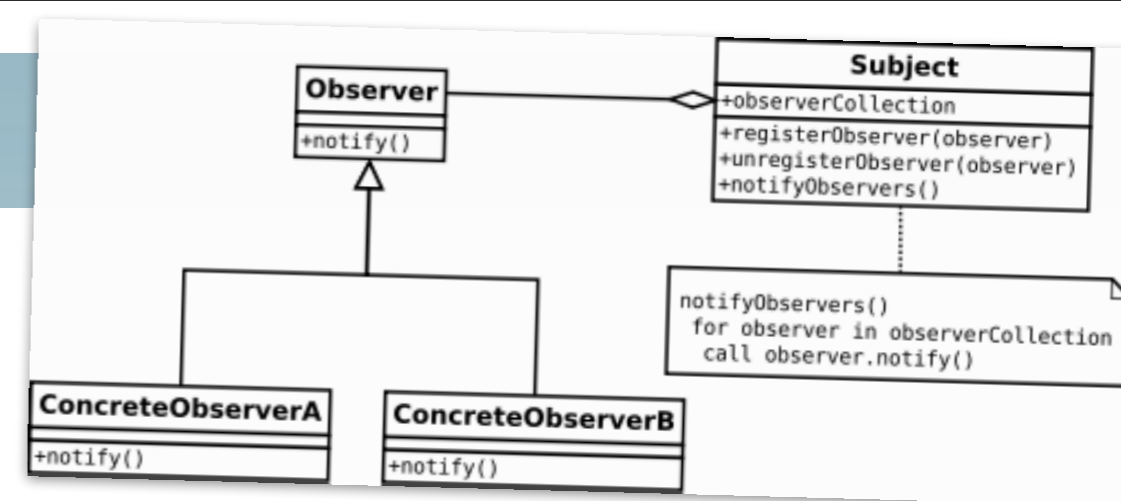 Observer
+notify()
Subject
+observerCollection
+registerObserver(observer)
+unregisterObserver(observer)
+notifyObservers()
notifyObservers()
for observer in observerCollection
call observer.notify()
ConcreteObserverA
+notify()
ConcreteObserverB
+notify()